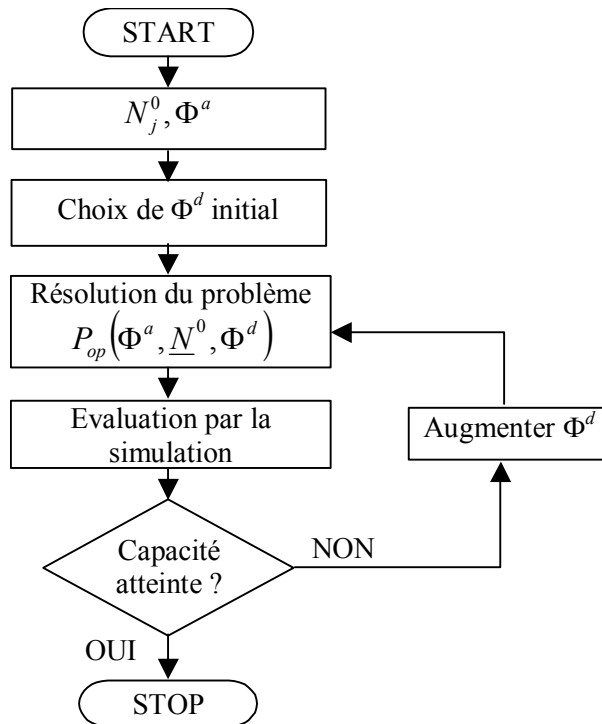 START
N_j^0, Φ^a
Choix de Φ^d initial
Résolution du problème
P_op(Φ^a, N^0, Φ^d)
Evaluation par la
simulation
Augmenter Φ^d
Capacité
atteinte ?
NON
OUI
STOP